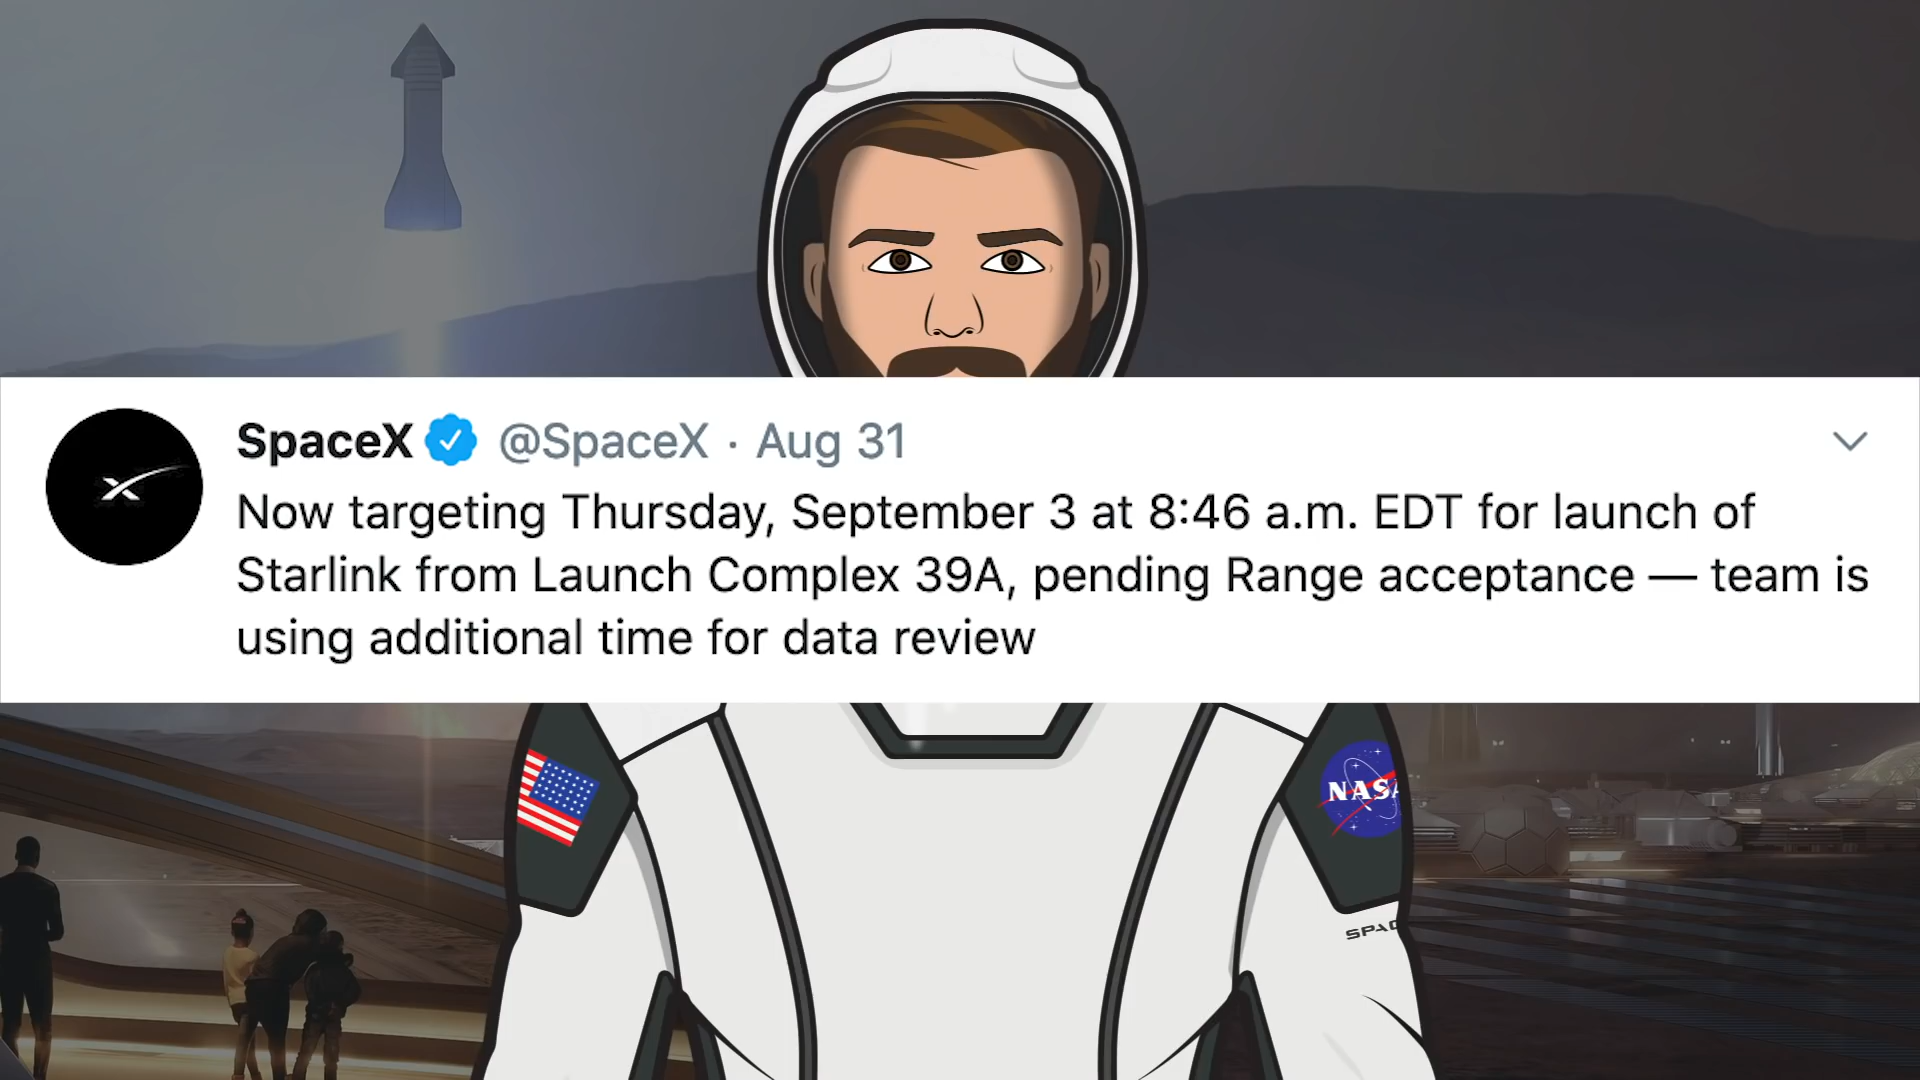 SpaceX @SpaceX · Aug 31
Now targeting Thursday, September 3 at 8:46 a.m. EDT for launch of
Starlink from Launch Complex 39A, pending Range acceptance — team is
using additional time for data review
NASA
SPAC